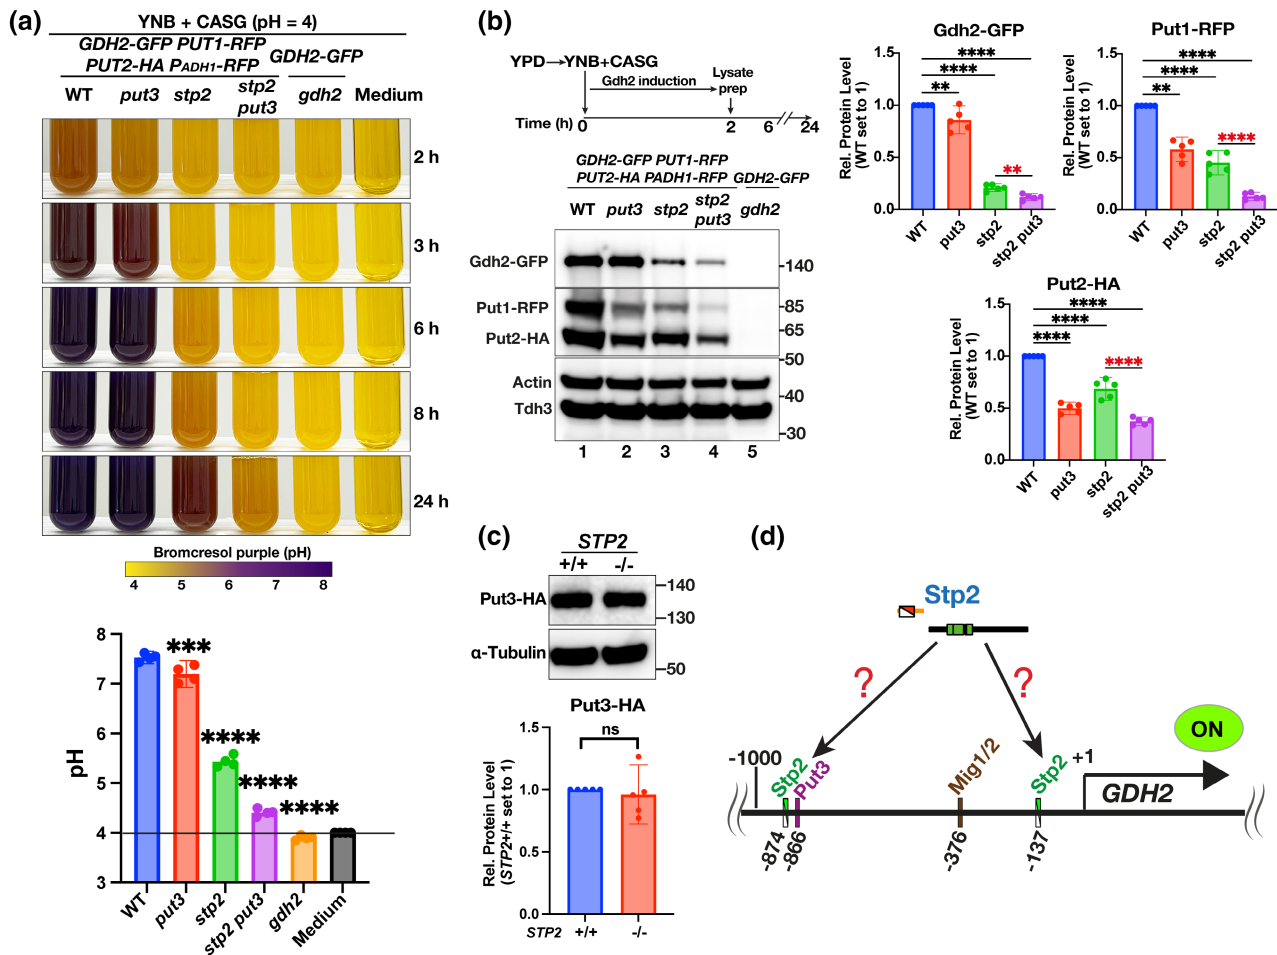 (a)
YNB + CASG (pH = 4)
GDH2-GFP PUT1-RFP
PUT2-HA PADH1-RFP
GDH2-GFP
WT
put3
stp2
stp2
put3
gdh2
Medium
2 h
3 h
6 h
8 h
24 h
Bromcresol purple (pH)
4 5 6 7 8
8
7
6
5
4
3
pH
***
****
****
****
WT
put3
stp2
stp2 put3
gdh2
Medium
(b)
YPD→YNB+CASG
Gdh2 induction
Lysate
prep
Time (h) 0 2 6 24
GDH2-GFP PUT1-RFP
PUT2-HA PADH1-RFP
GDH2-GFP
WT
put3
stp2
stp2
put3
gdh2
Gdh2-GFP
Put1-RFP
Put2-HA
Actin
Tdh3
140
85
65
50
40
30
1 2 3 4 5
Gdh2-GFP
Rel. Protein Level
(WT set to 1)
1.5
1.0
0.5
0.0
****
****
**
**
WT
put3
stp2
stp2 put3
Put1-RFP
Rel. Protein Level
(WT set to 1)
1.5
1.0
0.5
0.0
****
****
**
****
WT
put3
stp2
stp2 put3
Put2-HA
Rel. Protein Level
(WT set to 1)
1.5
1.0
0.5
0.0
****
****
****
****
WT
put3
stp2
stp2 put3
(c)
STP2
+/+ -/-
Put3-HA
α-Tubulin
140
130
50
Put3-HA
Rel. Protein Level
(STP2+/+ set to 1)
1.5
1.0
0.5
0.0
ns
STP2 +/+ -/-
(d)
Stp2
?
?
ON
-1000
Stp2
Put3
Mig1/2
Stp2
+1
GDH2
-874
-866
-376
-137